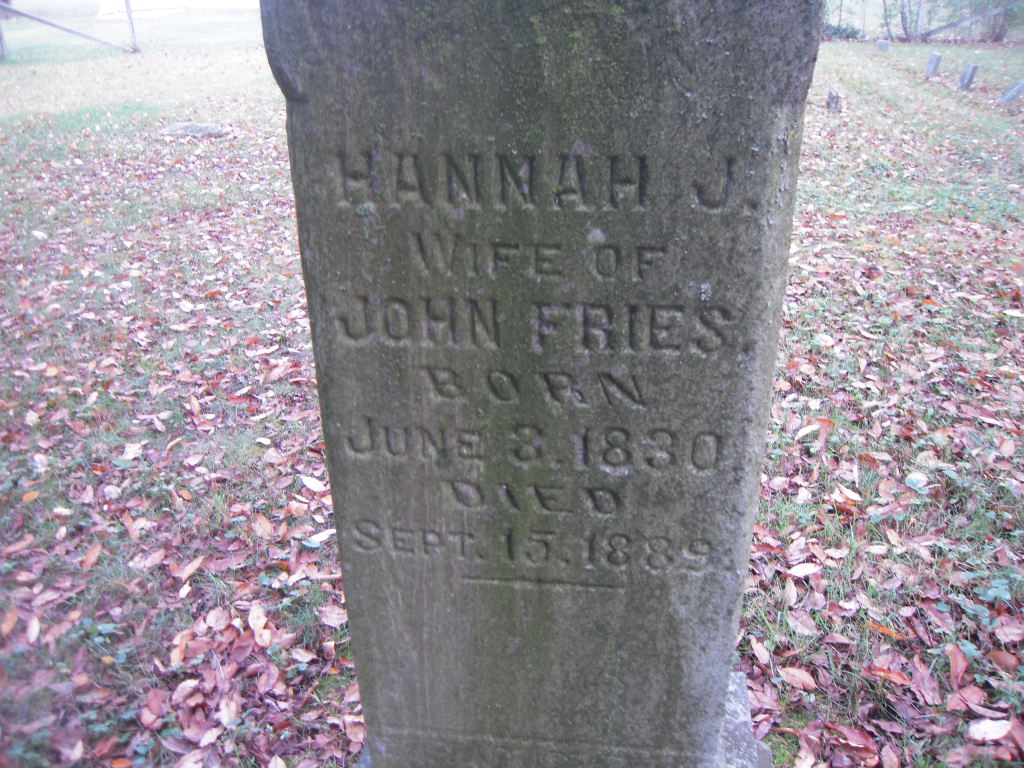 HANNAH J.
WIFE OF
JOHN FRIES.
BORN
JUNE 3. 1830
DIED
SEPT. 15. 1889.